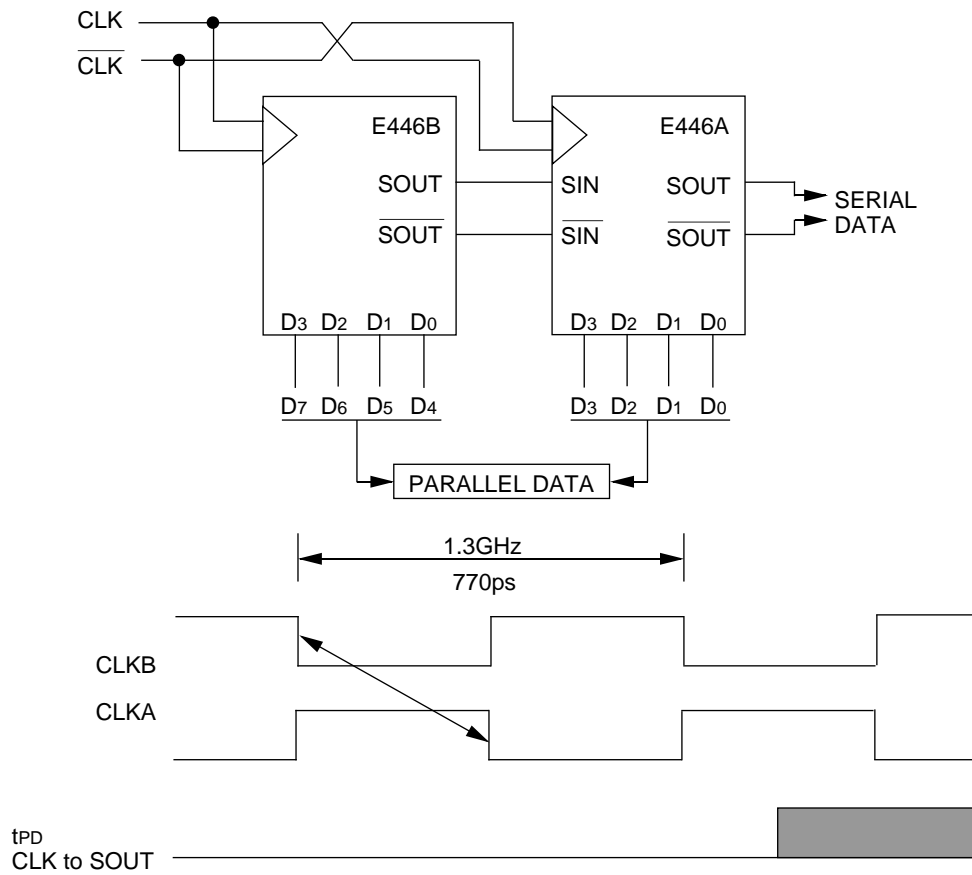 CLK
CLK
E446B
E446A
SOUT
SIN
SOUT
SERIAL
DATA
SOUT
SIN
SOUT
D3 D2 D1 D0
D3 D2 D1 D0
D7 D6 D5 D4
D3 D2 D1 D0
PARALLEL DATA
1.3GHz
770ps
CLKB
CLKA
tPD
CLK to SOUT